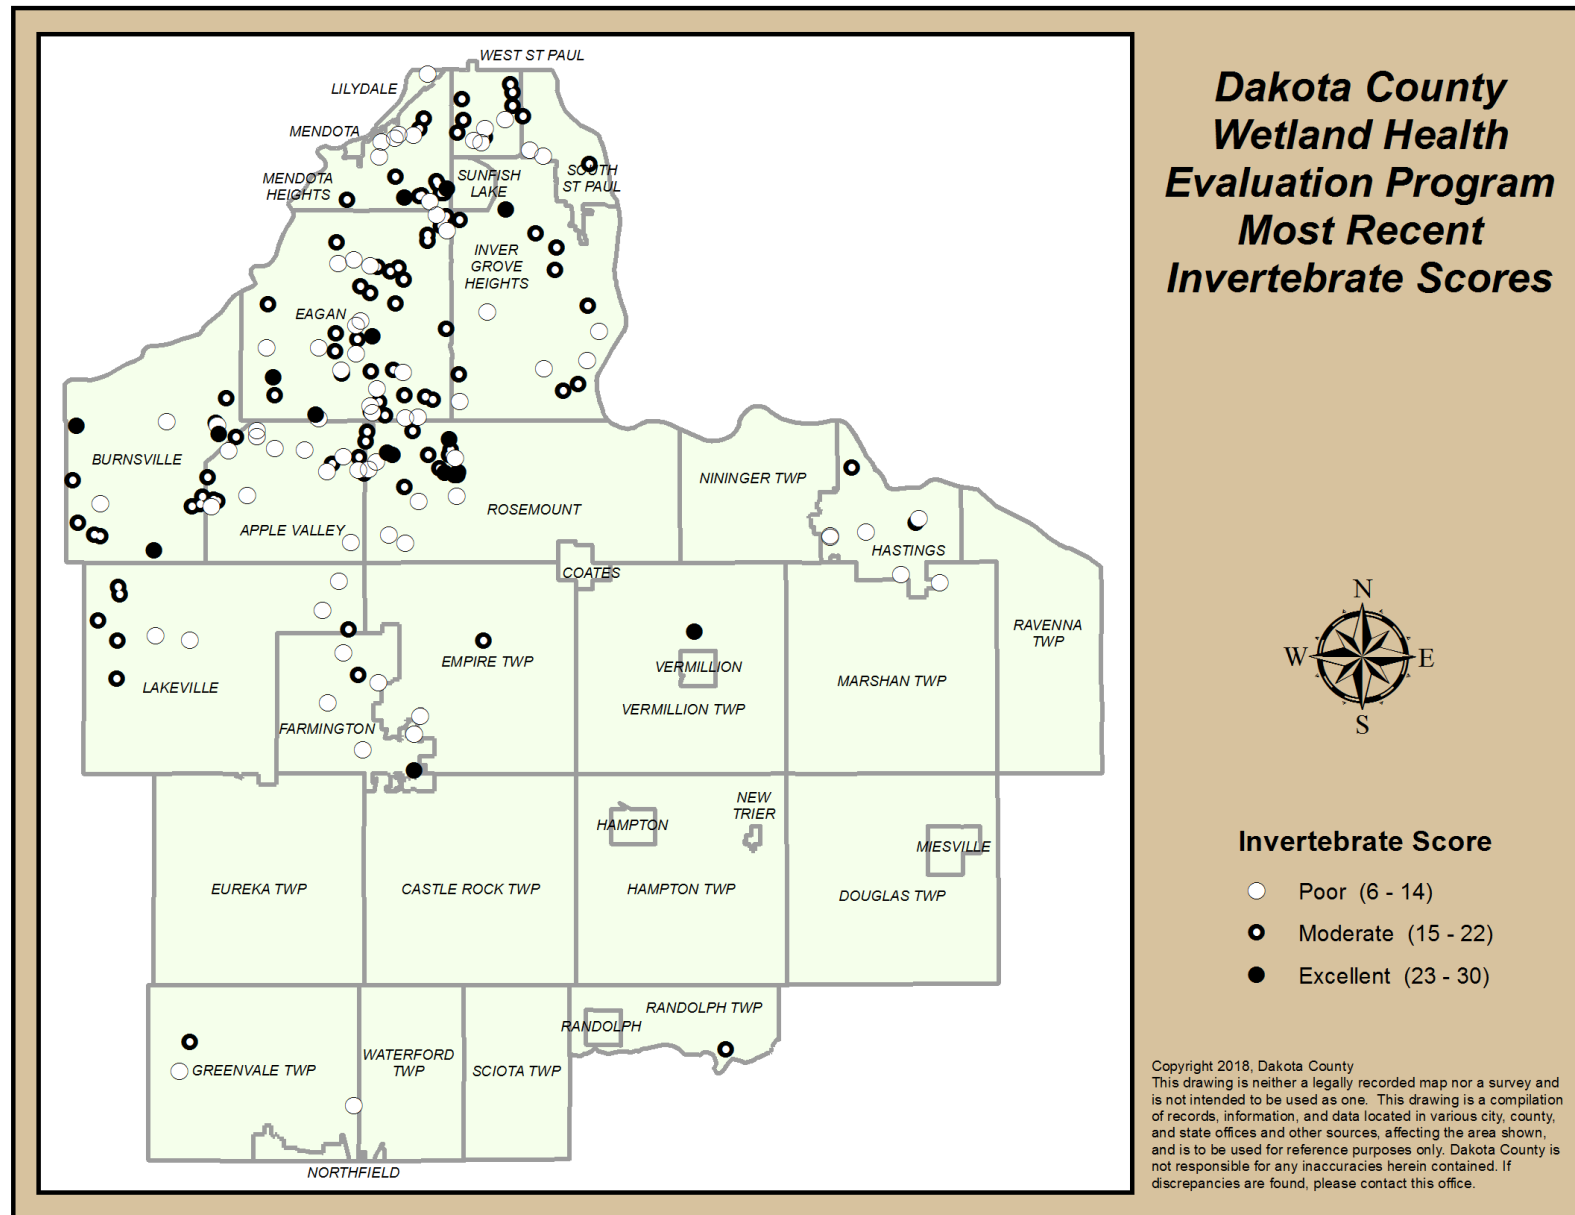 Dakota County
Wetland Health
Evaluation Program
Most Recent
Invertebrate Scores
WEST ST PAUL
LILYDALE
MENDOTA
MENDOTA
HEIGHTS
SUNFISH
LAKE
SOUTH
ST PAUL
INVER
GROVE
HEIGHTS
EAGAN
BURNSVILLE
APPLE VALLEY
ROSEMOUNT
NININGER TWP
HASTINGS
COATES
RAVENNA
TWP
EMPIRE TWP
VERMILLION
MARSHAN TWP
LAKEVILLE
VERMILLION TWP
FARMINGTON
NEW
TRIER
HAMPTON
MIESVILLE
EUREKA TWP
CASTLE ROCK TWP
HAMPTON TWP
DOUGLAS TWP
RANDOLPH TWP
RANDOLPH
WATERFORD
TWP
GREENVALE TWP
SCIOTA TWP
NORTHFIELD
N
W
E
S
Invertebrate Score
Poor (6 - 14)
Moderate (15 - 22)
Excellent (23 - 30)
Copyright 2018, Dakota County
This drawing is neither a legally recorded map nor a survey and
is not intended to be used as one. This drawing is a compilation
of records, information, and data located in various city, county,
and state offices and other sources, affecting the area shown,
and is to be used for reference purposes only. Dakota County is
not responsible for any inaccuracies herein contained. If
discrepancies are found, please contact this office.